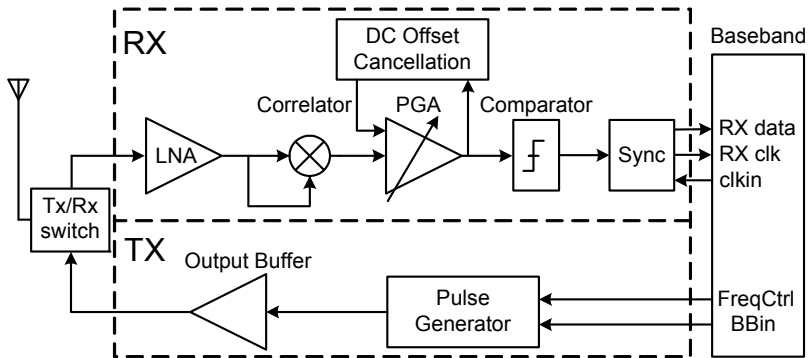 RX
DC Offset
Cancellation
Baseband
Correlator
PGA
Comparator
LNA
Sync
RX data
RX clk
clkin
Tx/Rx
switch
TX
Output Buffer
Pulse
Generator
FreqCtrl
BBin